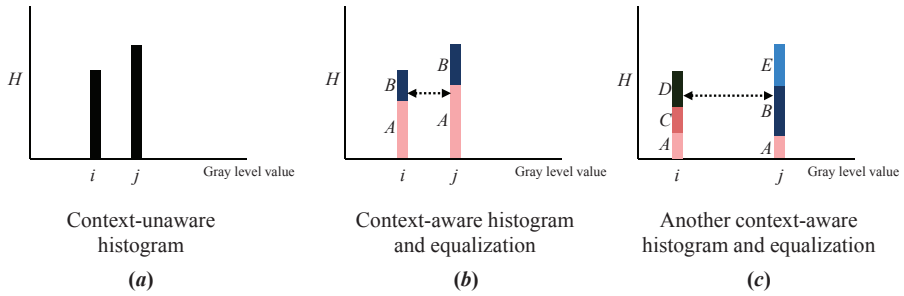 H
i
j
Gray level value
Context-unaware
histogram
(a)
H
B
A
B
A
i
j
Gray level value
Context-aware histogram
and equalization
(b)
H
D
C
A
E
B
A
i
j
Gray level value
Another context-aware
histogram and equalization
(c)